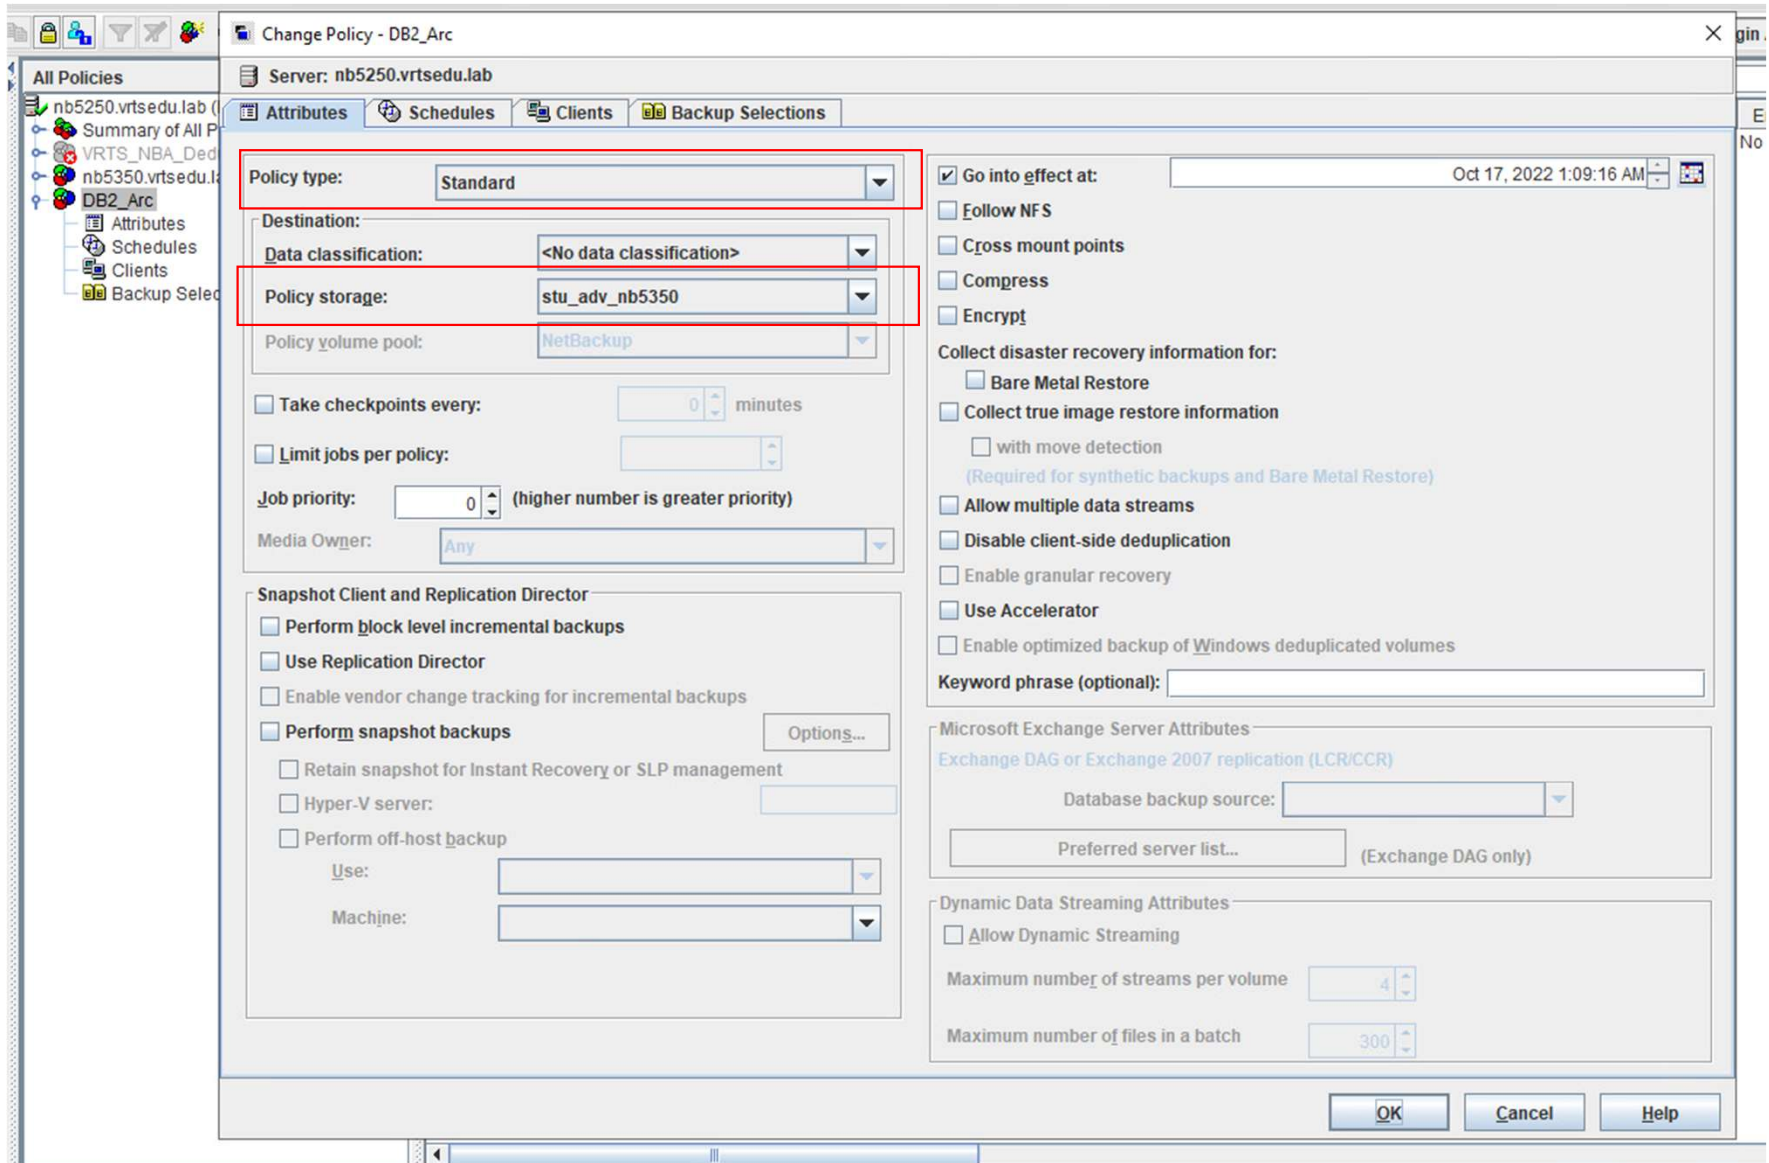 gin
Change Policy - DB2_Arc
Server: nb5250.vrtsedu.lab
All Policies
nb5250.vrtsedu.lab (
Summary of All P
VRTS_NBA_Ded
nb5350.vrtsedu.la
DB2_Arc
Attributes
Schedules
Clients
Backup Selec
Attributes
Schedules
Clients
Backup Selections
Policy type:
Standard
Destination:
Data classification:
<No data classification>
Policy storage:
stu_adv_nb5350
Policy volume pool:
NetBackup
Take checkpoints every:
0
minutes
Limit jobs per policy:
Job priority:
0
(higher number is greater priority)
Media Owner:
Any
Snapshot Client and Replication Director
Perform block level incremental backups
Use Replication Director
Enable vendor change tracking for incremental backups
Perform snapshot backups
Options...
Retain snapshot for Instant Recovery or SLP management
Hyper-V server:
Perform off-host backup
Use:
Machine:
Go into effect at:
Oct 17, 2022 1:09:16 AM
Follow NFS
Cross mount points
Compress
Encrypt
Collect disaster recovery information for:
Bare Metal Restore
Collect true image restore information
with move detection
(Required for synthetic backups and Bare Metal Restore)
Allow multiple data streams
Disable client-side deduplication
Enable granular recovery
Use Accelerator
Enable optimized backup of Windows deduplicated volumes
Keyword phrase (optional):
Microsoft Exchange Server Attributes
Exchange DAG or Exchange 2007 replication (LCR/CCR)
Database backup source:
Preferred server list...
(Exchange DAG only)
Dynamic Data Streaming Attributes
Allow Dynamic Streaming
Maximum number of streams per volume
4
Maximum number of files in a batch
300
OK
Cancel
Help
E
No